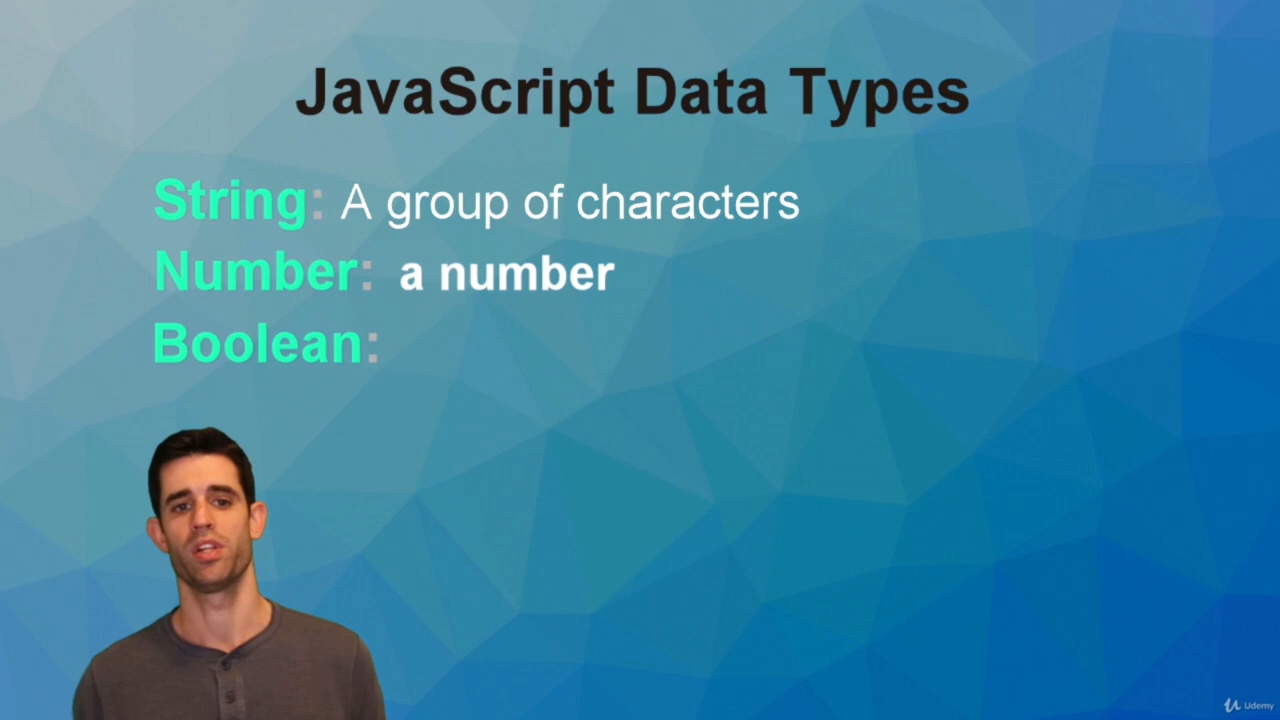 JavaScript Data Types
String: A group of characters
Number: a number
Boolean:
Udemy